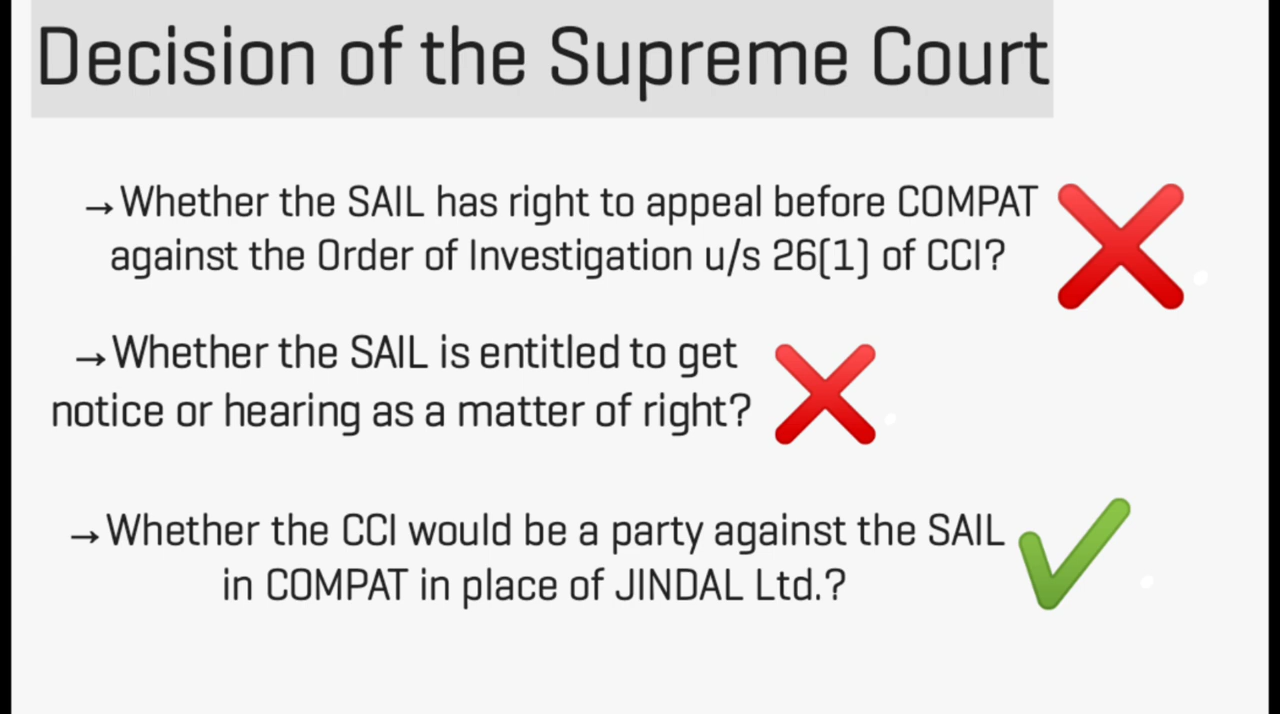 Decision of the Supreme Court
→Whether the SAIL has right to appeal before COMPAT
against the Order of Investigation u/s 26(1) of CCI?
→Whether the SAIL is entitled to get
notice or hearing as a matter of right?
→Whether the CCI would be a party against the SAIL
in COMPAT in place of JINDAL Ltd.?